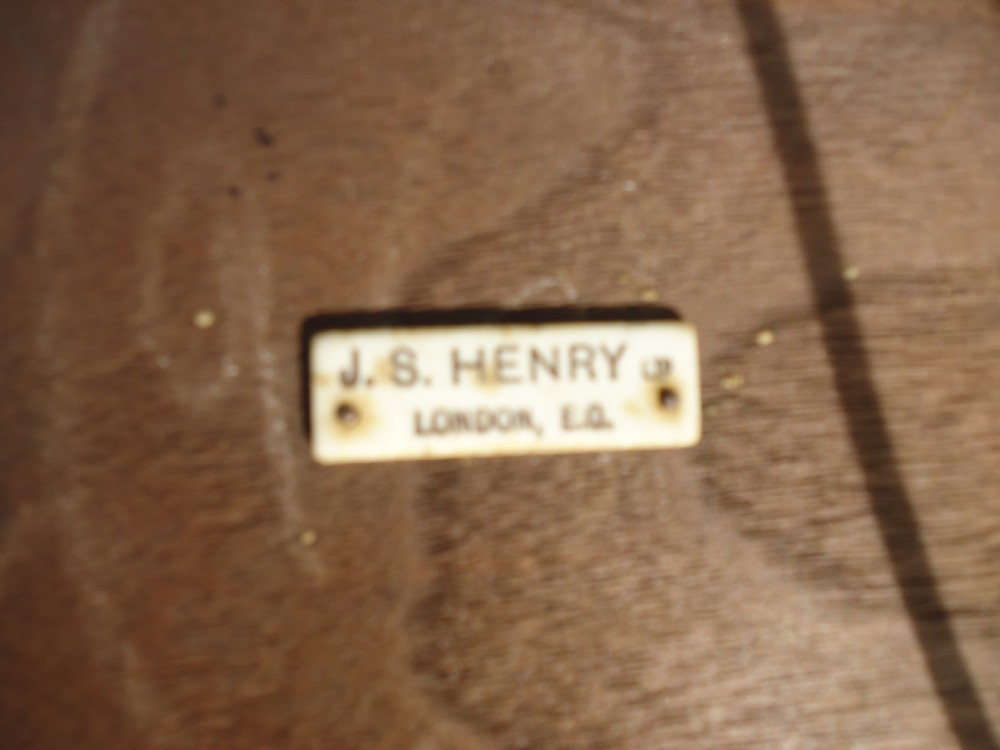 J. S. HENRY LD
LONDON, E.C.